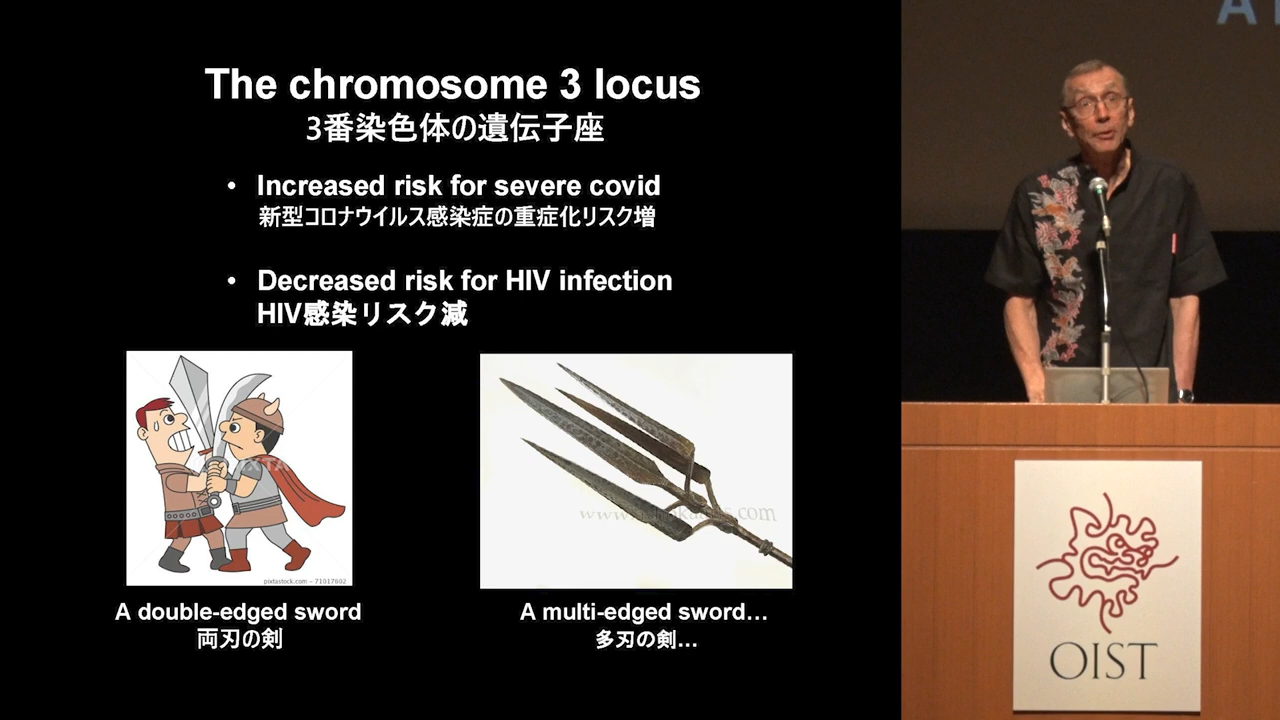 The chromosome 3 locus
3番染色体の遺伝子座
• Increased risk for severe covid
新型コロナウイルス感染症の重症化リスク増
• Decreased risk for HIV infection
HIV感染リスク減
pixtastock.com – 71917602
A double-edged sword
両刃の剣
A multi-edged sword…
多刃の剣…
OIST